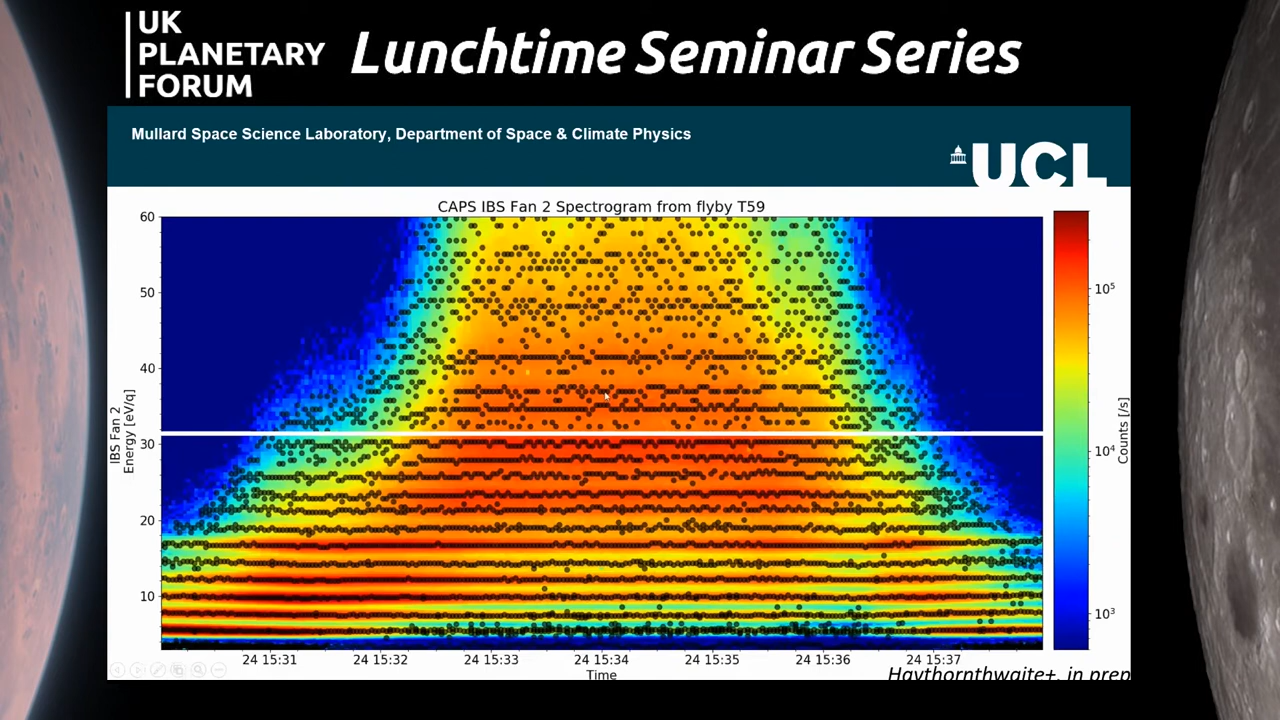 UK
PLANETARY
FORUM
Lunchtime Seminar Series
Mullard Space Science Laboratory, Department of Space & Climate Physics
UCL
CAPS IBS Fan 2 Spectrogram from flyby T59
60
50
40
30
20
10
IBS Fan 2
Energy [eV/q]
10⁵
10⁴
10³
Counts [/s]
24 15:31
24 15:32
24 15:33
24 15:34
24 15:35
24 15:36
24 15:37
Time
Haythornthwaite+, in prep